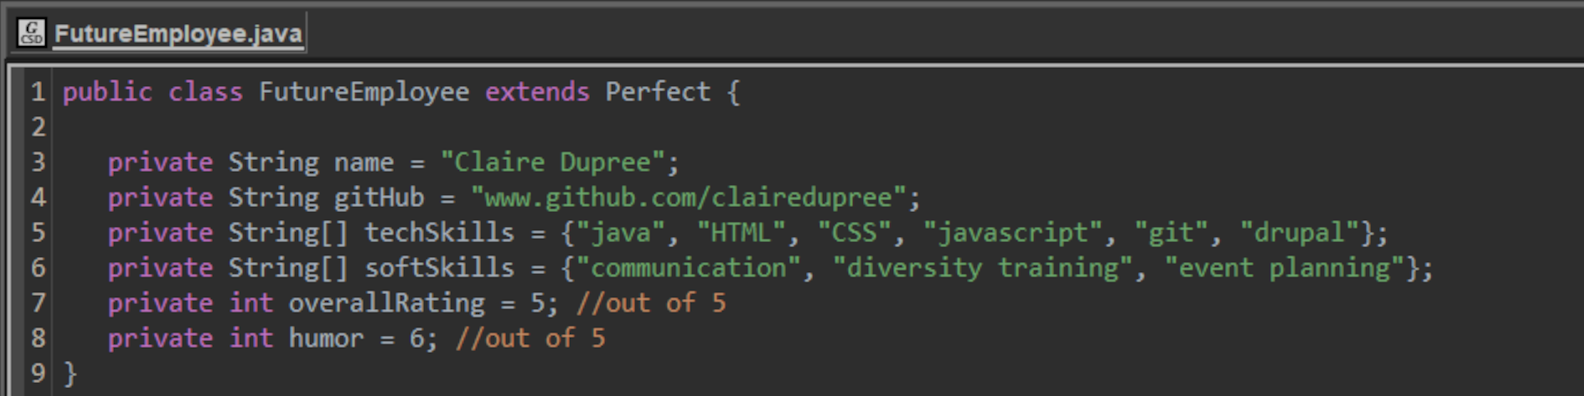 G
CSD
FutureEmployee.java
1 public class FutureEmployee extends Perfect {
2
3 private String name = "Claire Dupree";
4 private String gitHub = "www.github.com/clairedupree";
5 private String[] techSkills = {"java", "HTML", "CSS", "javascript", "git", "drupal"};
6 private String[] softSkills = {"communication", "diversity training", "event planning"};
7 private int overallRating = 5; //out of 5
8 private int humor = 6; //out of 5
9 }